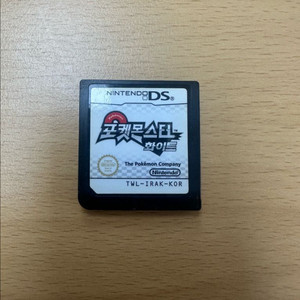 NINTENDO DS
포켓몬스터
화이트
The Pokémon Company
Nintendo
TWL-IRAK-KOR